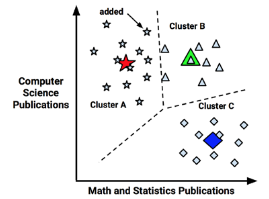 added
Cluster B
Computer
Science
Publications
Cluster A
Cluster C
Math and Statistics Publications